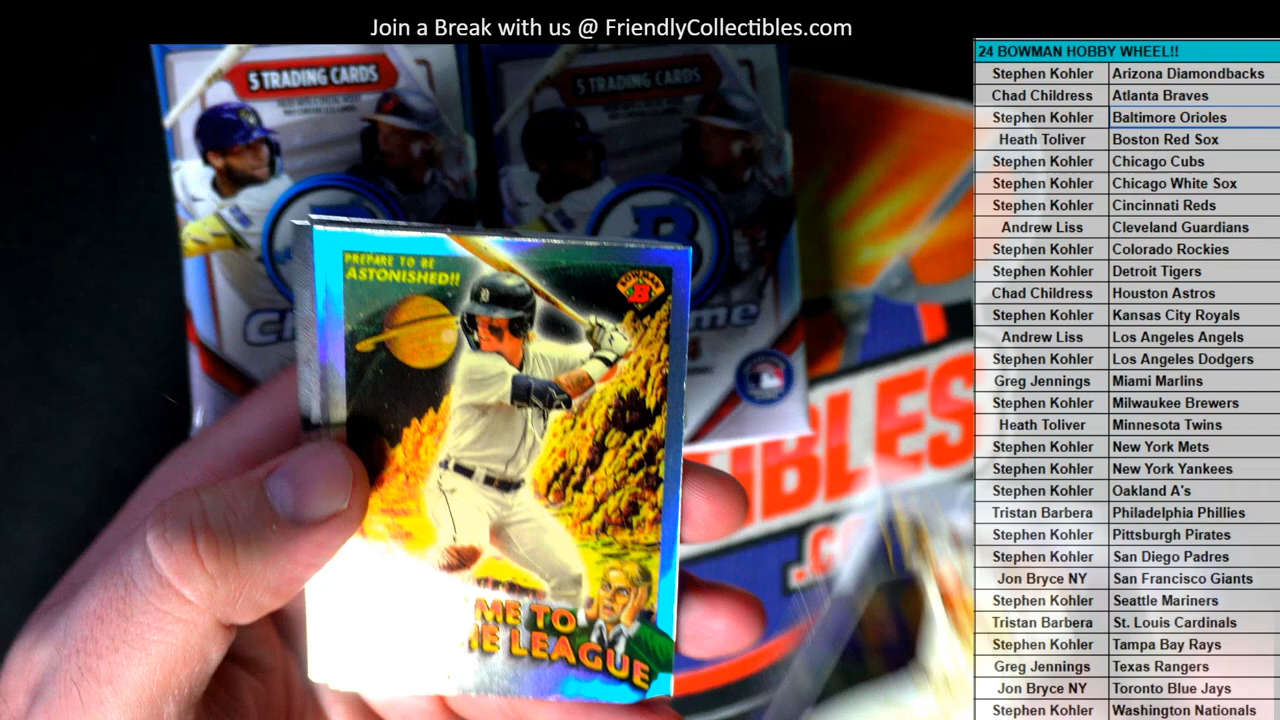 Join a Break with us @ FriendlyCollectibles.com
5 TRADING CARDS
5 TRADING CARDS
PREPARE TO BE
ASTONISHED!!
BOWMAN
B
ME TO
LEAGUE
IBLES
24 BOWMAN HOBBY WHEEL!!
Stephen Kohler Arizona Diamondbacks
Chad Childress Atlanta Braves
Stephen Kohler Baltimore Orioles
Heath Toliver Boston Red Sox
Stephen Kohler Chicago Cubs
Stephen Kohler Chicago White Sox
Stephen Kohler Cincinnati Reds
Andrew Liss Cleveland Guardians
Stephen Kohler Colorado Rockies
Stephen Kohler Detroit Tigers
Chad Childress Houston Astros
Stephen Kohler Kansas City Royals
Andrew Liss Los Angeles Angels
Stephen Kohler Los Angeles Dodgers
Greg Jennings Miami Marlins
Stephen Kohler Milwaukee Brewers
Heath Toliver Minnesota Twins
Stephen Kohler New York Mets
Stephen Kohler New York Yankees
Stephen Kohler Oakland A's
Tristan Barbera Philadelphia Phillies
Stephen Kohler Pittsburgh Pirates
Stephen Kohler San Diego Padres
Jon Bryce NY San Francisco Giants
Stephen Kohler Seattle Mariners
Tristan Barbera St. Louis Cardinals
Stephen Kohler Tampa Bay Rays
Greg Jennings Texas Rangers
Jon Bryce NY Toronto Blue Jays
Stephen Kohler Washington Nationals